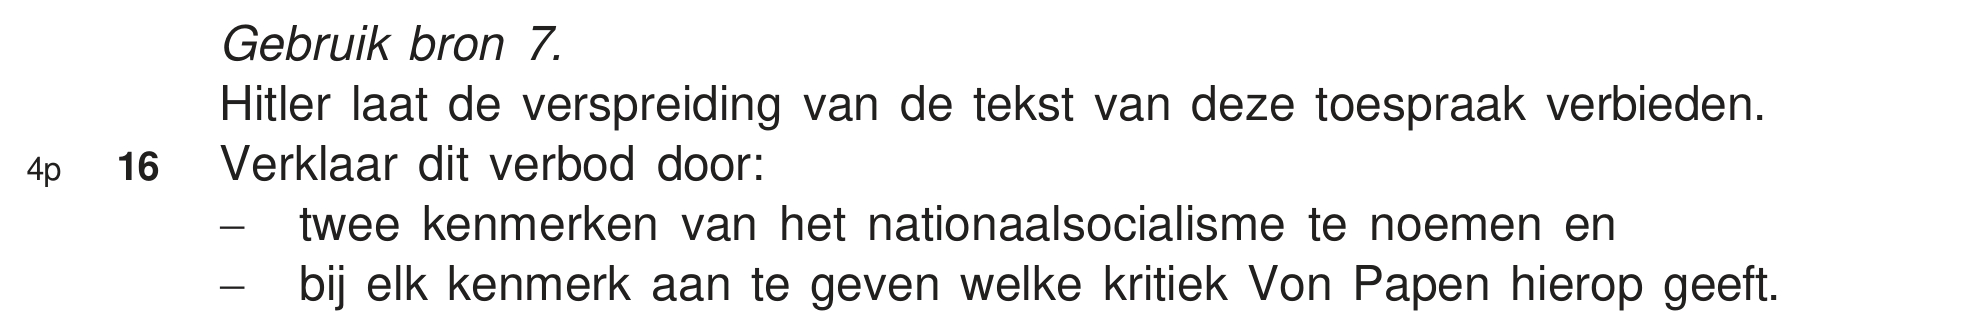 Gebruik bron 7.
Hitler laat de verspreiding van de tekst van deze toespraak verbieden.
4p 16 Verklaar dit verbod door:
– twee kenmerken van het nationaalsocialisme te noemen en
– bij elk kenmerk aan te geven welke kritiek Von Papen hierop geeft.